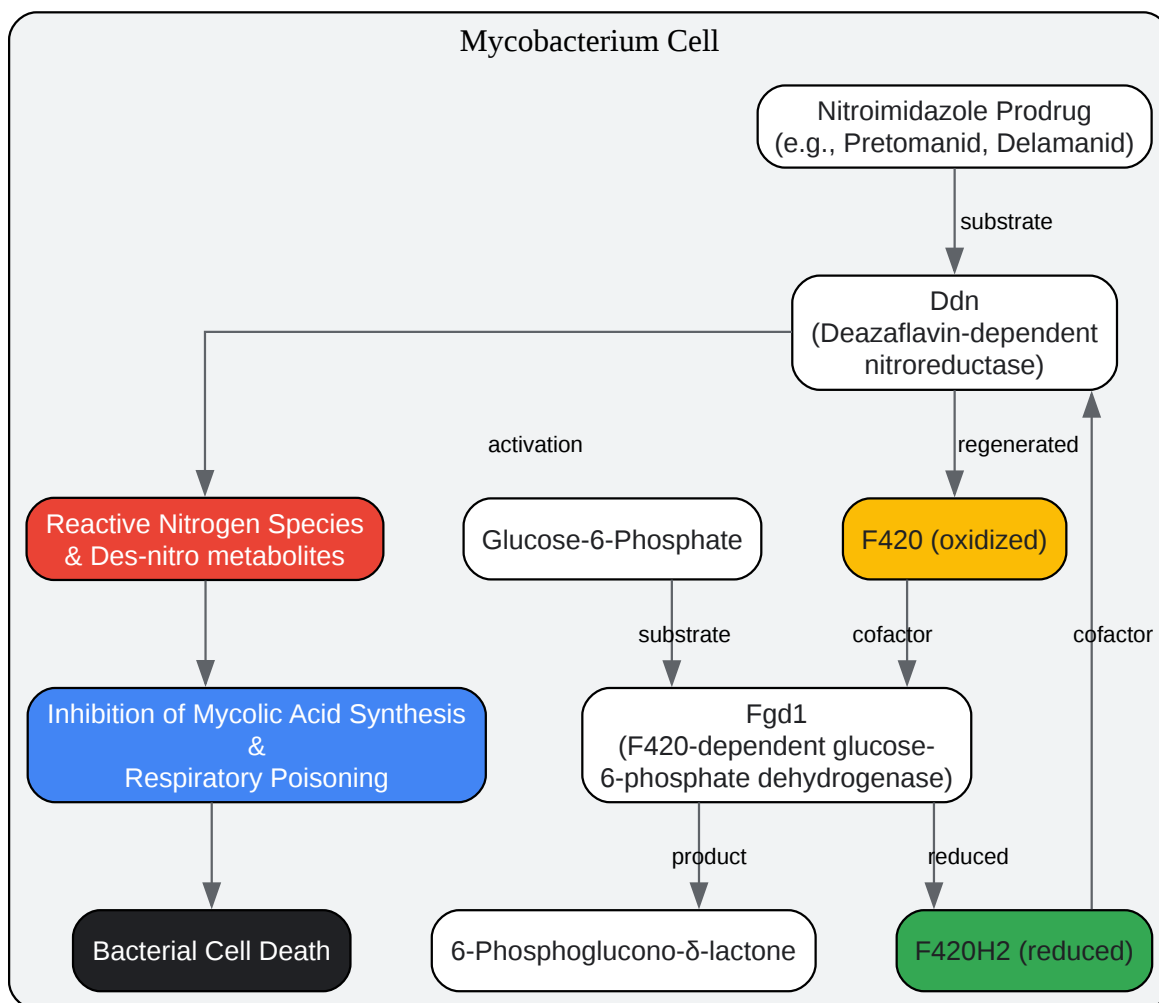 Mycobacterium Cell
Nitroimidazole Prodrug
(e.g., Pretomanid, Delamanid)
substrate
Ddn
(Deazaflavin-dependent
nitroreductase)
activation
regenerated
Reactive Nitrogen Species
& Des-nitro metabolites
Glucose-6-Phosphate
F420 (oxidized)
substrate
cofactor
cofactor
Inhibition of Mycolic Acid Synthesis
&
Respiratory Poisoning
Fgd1
(F420-dependent glucose-
6-phosphate dehydrogenase)
product
reduced
Bacterial Cell Death
6-Phosphoglucono-δ-lactone
F420H2 (reduced)